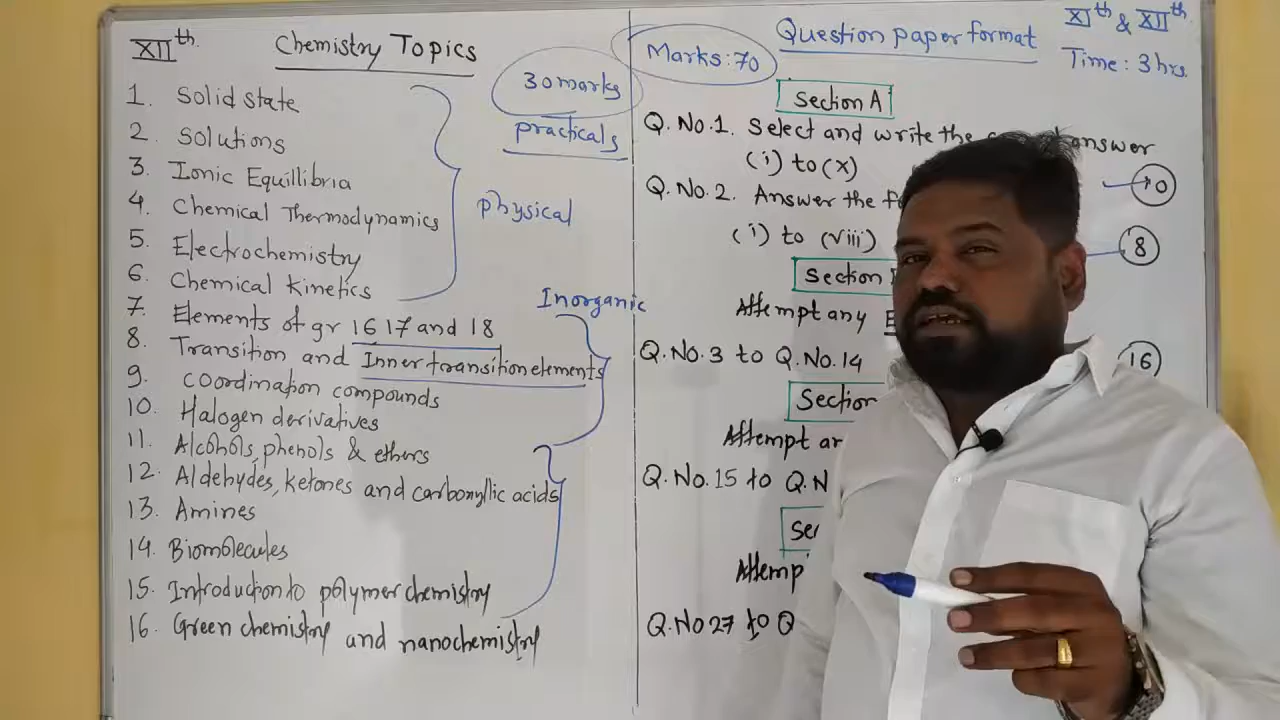 XIIth Chemistry Topics
30 marks
practicals
1. Solid state
2. Solutions
3. Ionic Equillibria
4. Chemical Thermodynamics
5. Electrochemistry
6. Chemical kinetics
physical
7. Elements of gr 16 17 and 18
8. Transition and Inner transition elements
9. coordination compounds
Inorganic
10. Halogen derivatives
11. Alcohols, phenols & ethers
12. Aldehydes, ketones and carboxyllic acids
13. Amines
14. Biomolecules
15. Introduction to polymer chemistry
16. Green chemistry and nanochemistry
Marks: 70
Question paper format
XIth & XIIth
Time: 3 hrs.
Section A
Q. No. 1. Select and write the answer
(i) to (x)
10
Q. No. 2. Answer the
(i) to (viii)
8
Section
Attempt any
Q. No. 3 to Q. No. 14
16
Section
Attempt
Q. No. 15 to Q. N
Attemp
Q. No 27 to Q